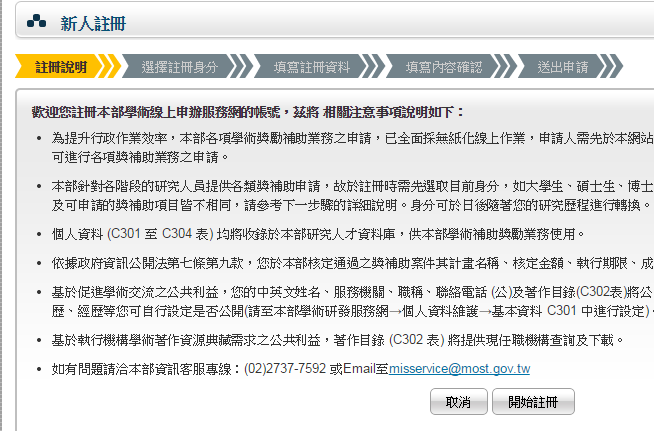 新人註冊
註冊說明
選擇註冊身分
填寫註冊資料
填寫內容確認
送出申請
歡迎您註冊本部學術線上申辦服務網的帳號，茲將 相關注意事項說明如下：
• 為提升行政作業效率，本部各項學術獎勵補助業務之申請，已全面採無紙化線上作業，申請人需先於本網站
可進行各項獎補助業務之申請。
• 本部針對各階段的研究人員提供各類獎補助申請，故於註冊時需先選取目前身分，如大學生、碩士生、博士
及可申請的獎補助項目皆不相同，請參考下一步驟的詳細說明。身分可於日後隨著您的研究歷程進行轉換。
• 個人資料 (C301 至 C304 表) 均將收錄於本部研究人才資料庫，供本部學術補助獎勵業務使用。
• 依據政府資訊公開法第七條第九款，您於本部核定通過之獎補助案件其計畫名稱、核定金額、執行期限、成
• 基於促進學術交流之公共利益，您的中英文姓名、服務機關、職稱、聯絡電話 (公)及著作目錄(C302表)將公
歷、經歷等您可自行設定是否公開(請至本部學術研發服務網→個人資料維護→基本資料 C301 中進行設定)。
• 基於執行機構學術著作資源典藏需求之公共利益，著作目錄 (C302 表) 將提供現任職機構查詢及下載。
• 如有問題請洽本部資訊客服專線：(02)2737-7592 或Email至misservice@most.gov.tw
取消
開始註冊